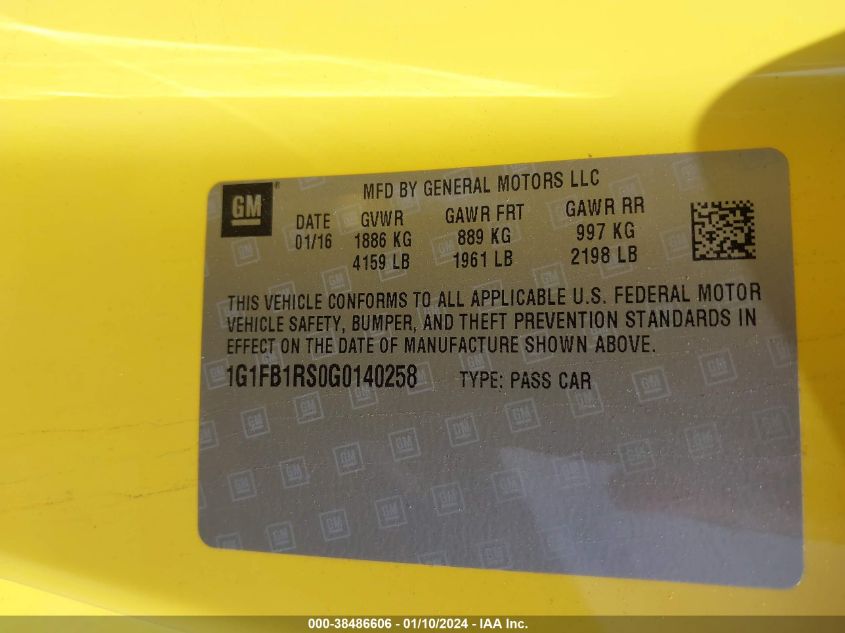 GM ®
MFD BY GENERAL MOTORS LLC
DATE GVWR GAWR FRT GAWR RR
01/16 1886 KG 889 KG 997 KG
4159 LB 1961 LB 2198 LB
THIS VEHICLE CONFORMS TO ALL APPLICABLE U.S. FEDERAL MOTOR
VEHICLE SAFETY, BUMPER, AND THEFT PREVENTION STANDARDS IN
EFFECT ON THE DATE OF MANUFACTURE SHOWN ABOVE.
1G1FB1RS0G0140258 TYPE: PASS CAR
000-38486606 - 01/10/2024 - IAA Inc.